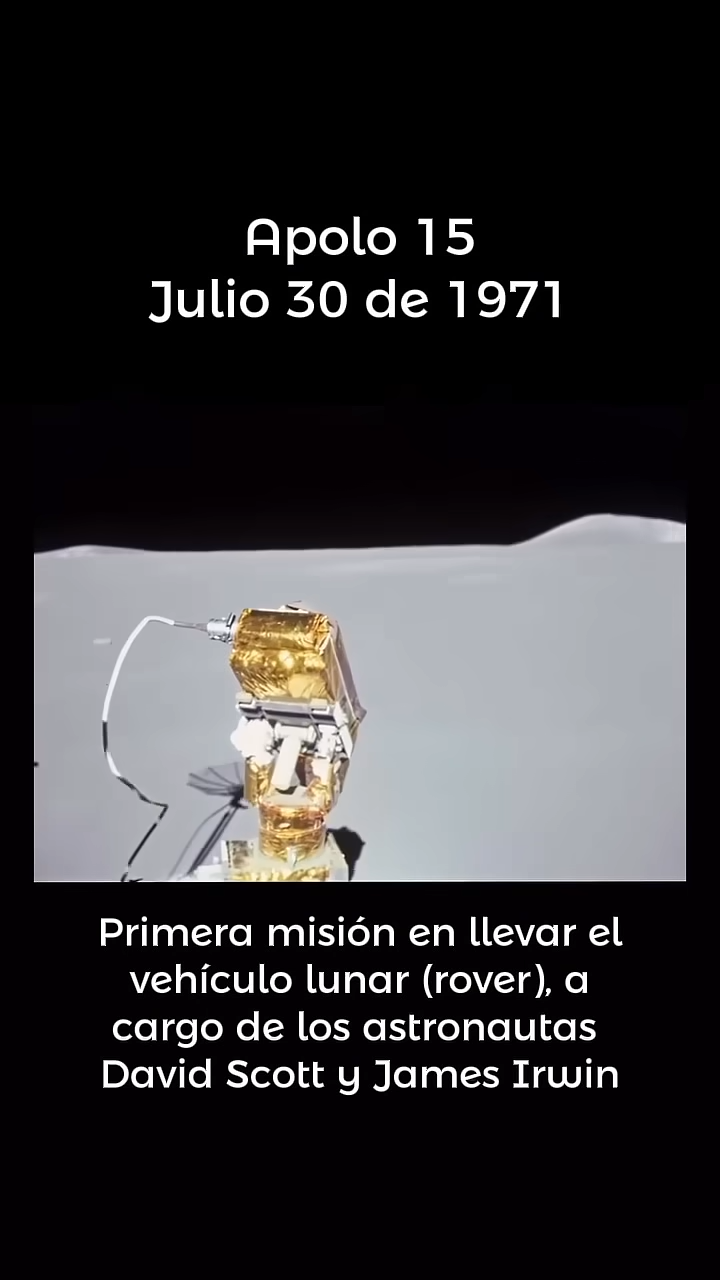 Apolo 15
Julio 30 de 1971
Primera misión en llevar el
vehículo lunar (rover), a
cargo de los astronautas
David Scott y James Irwin